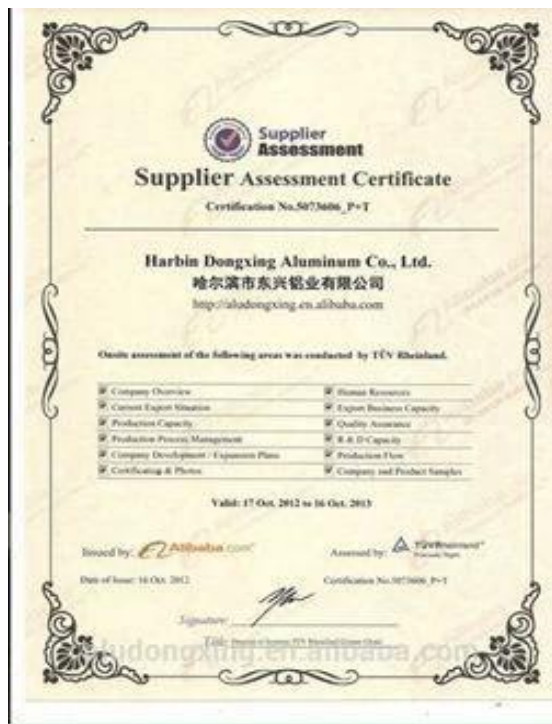 Supplier
Assessment
Supplier Assessment Certificate
Certification No.5073606_P+T
Harbin Dongxing Aluminum Co., Ltd.
哈尔滨市东兴铝业有限公司
http://aludongxing.en.alibaba.com
Onsite assessment of the following areas was conducted by TÜV Rheinland.
Company Overview
Human Resources
Current Export Situation
Export Business Capacity
Production Capacity
Quality Assurance
Production Process Management
R & D Capacity
Company Development / Expansion Plans
Production Flow
Certificating & Photos
Company and Product Samples
Valid: 17 Oct. 2012 to 16 Oct. 2013
Issued by: Alibaba.com
Assessed by: TÜVRheinland
Precisely Right.
Date of Issue: 16 Oct. 2012
Certification No.5073606_P+T
Signature:
Title:
aludongxing.en.alibaba.com